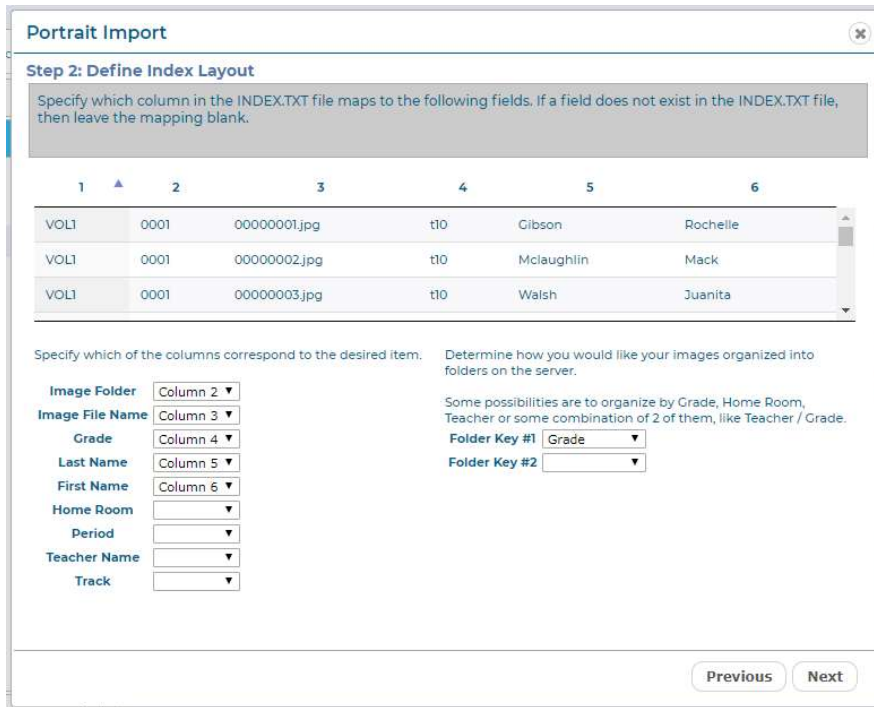 Portrait Import
Step 2: Define Index Layout
Specify which column in the INDEX.TXT file maps to the following fields. If a field does not exist in the INDEX.TXT file,
then leave the mapping blank.
1 2 3 4 5 6
VOL1 0001 00000001.jpg t10 Gibson Rochelle
VOL1 0001 00000002.jpg t10 Mclaughlin Mack
VOL1 0001 00000003.jpg t10 Walsh Juanita
Specify which of the columns correspond to the desired item.
Image Folder Column 2
Image File Name Column 3
Grade Column 4
Last Name Column 5
First Name Column 6
Home Room
Period
Teacher Name
Track
Determine how you would like your images organized into
folders on the server.
Some possibilities are to organize by Grade, Home Room,
Teacher or some combination of 2 of them, like Teacher / Grade.
Folder Key #1 Grade
Folder Key #2
Previous Next